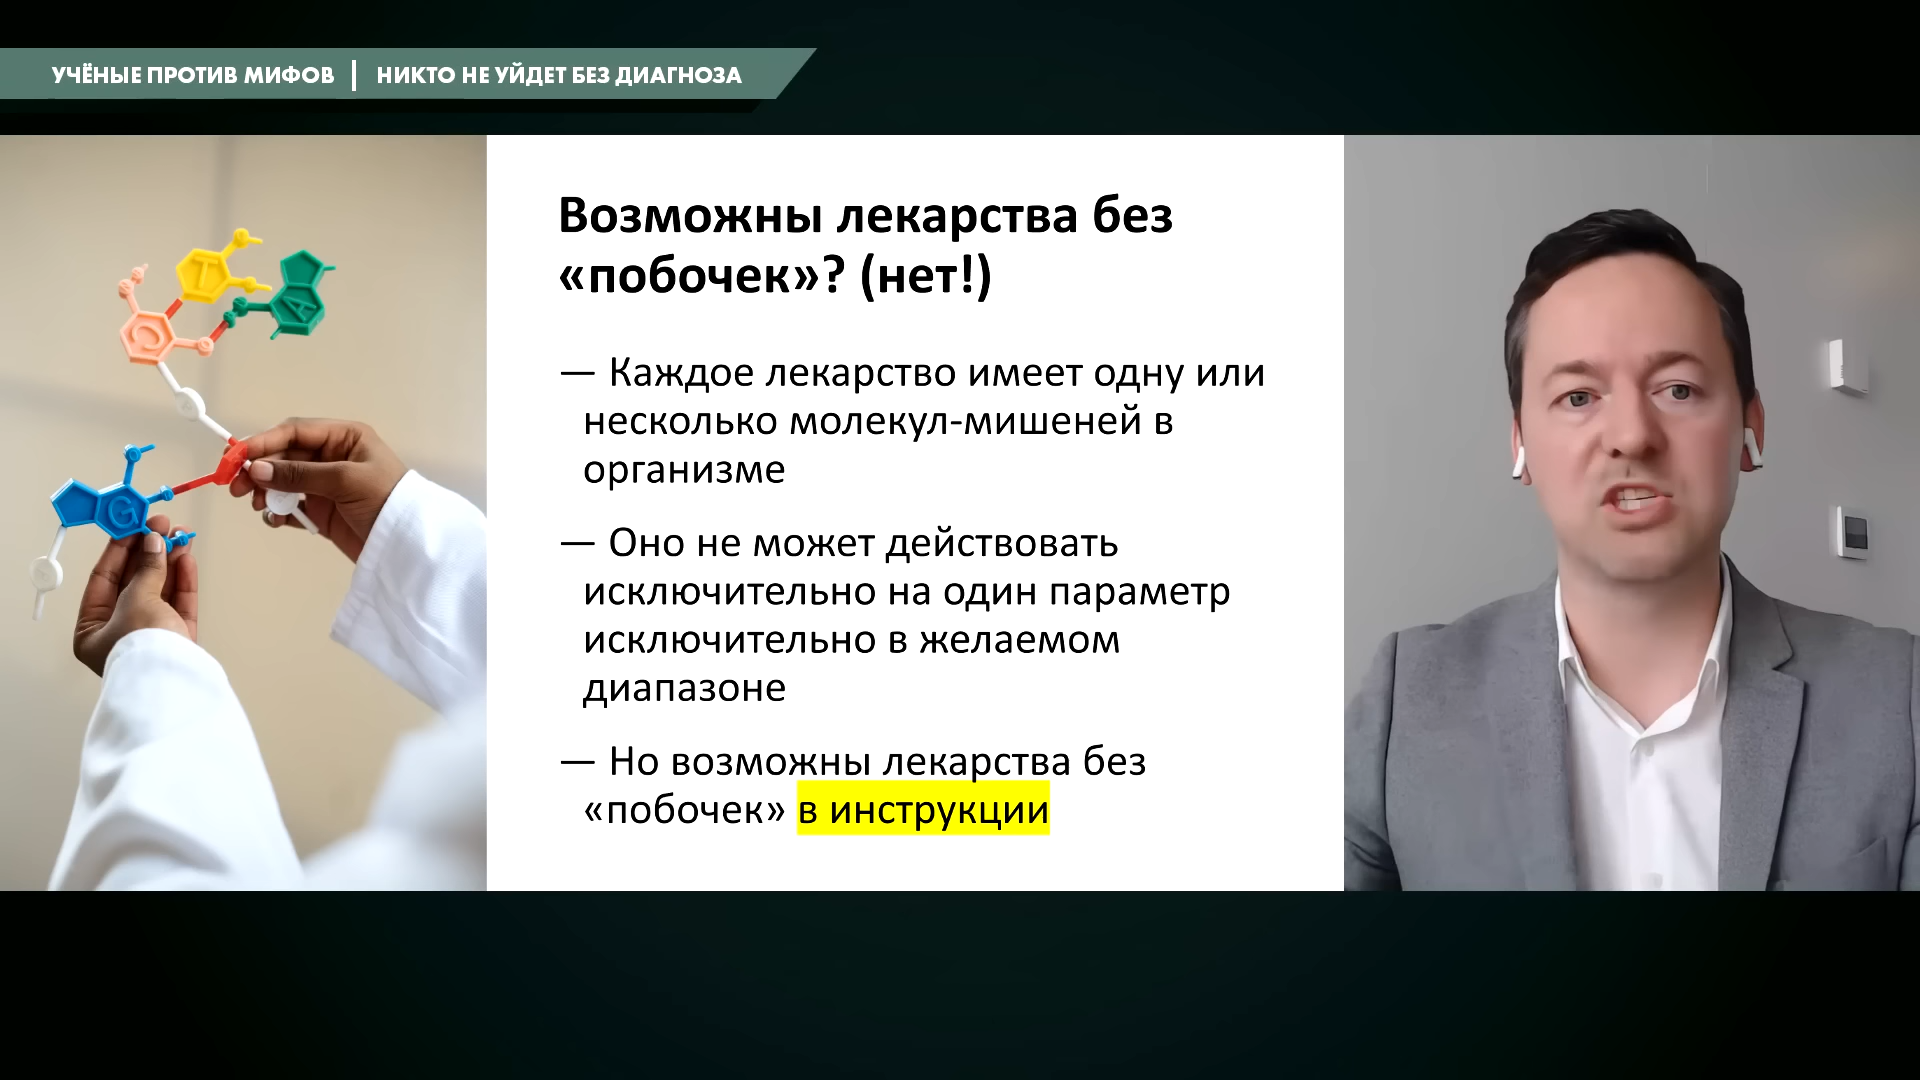 УЧЁНЫЕ ПРОТИВ МИФОВ | НИКТО НЕ УЙДЕТ БЕЗ ДИАГНОЗА
Возможны лекарства без
«побочек»? (нет!)
— Каждое лекарство имеет одну или
несколько молекул-мишеней в
организме
— Оно не может действовать
исключительно на один параметр
исключительно в желаемом
диапазоне
— Но возможны лекарства без
«побочек» в инструкции
T
A
C
G